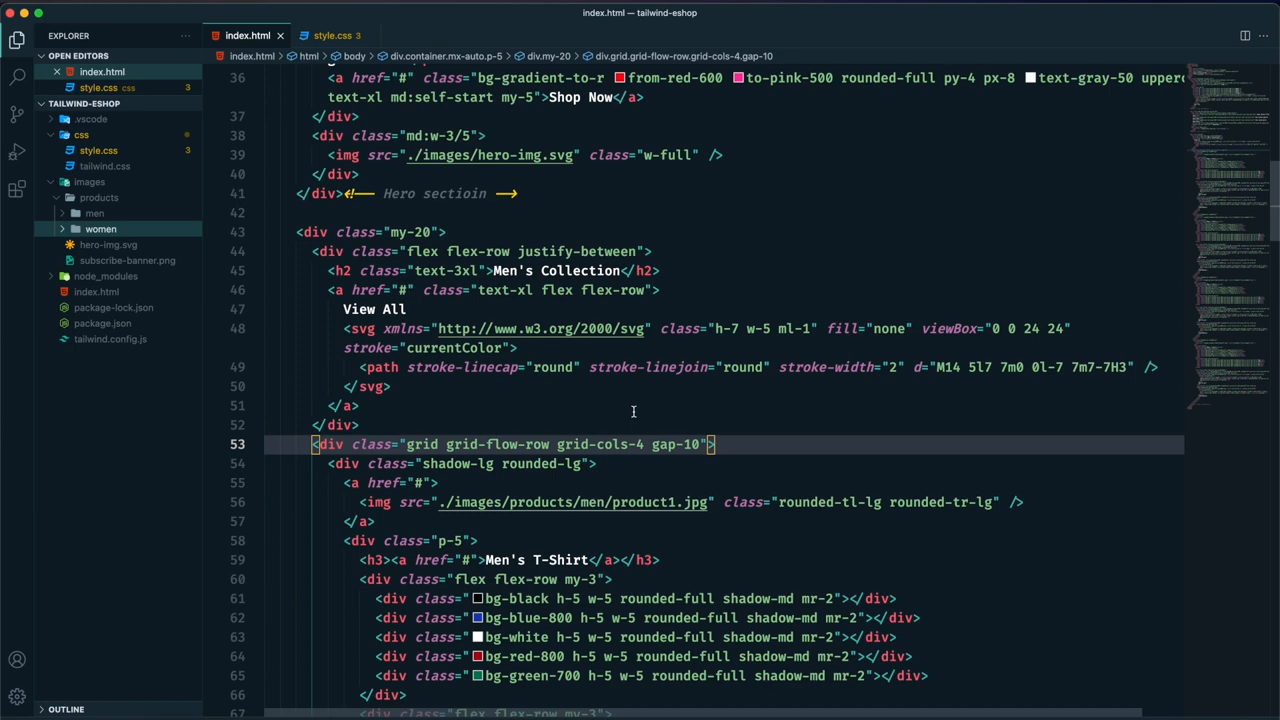 index.html — tailwind-eshop
EXPLORER
OPEN EDITORS
index.html
style.css css 3
TAILWIND-ESHOP
.vscode
css
style.css 3
tailwind.css
images
products
men
women
hero-img.svg
subscribe-banner.png
node_modules
index.html
package-lock.json
package.json
tailwind.config.js
OUTLINE
index.html
style.css 3
index.html > html > body > div.container.mx-auto.p-5 > div.my-20 > div.grid.grid-flow-row.grid-cols-4.gap-10
36 <a href="#" class="bg-gradient-to-r from-red-600 to-pink-500 rounded-full py-4 px-8 text-gray-50 upperc
text-xl md:self-start my-5">Shop Now</a>
37 </div>
38 <div class="md:w-3/5">
39 <img src="./images/hero-img.svg" class="w-full" />
40 </div>
41 </div><!-- Hero sectioin -->
42
43 <div class="my-20">
44 <div class="flex flex-row justify-between">
45 <h2 class="text-3xl">Men's Collection</h2>
46 <a href="#" class="text-xl flex flex-row">
47 View All
48 <svg xmlns="http://www.w3.org/2000/svg" class="h-7 w-5 ml-1" fill="none" viewBox="0 0 24 24"
stroke="currentColor">
49 <path stroke-linecap="round" stroke-linejoin="round" stroke-width="2" d="M14 5l7 7m0 0l-7 7m7-7H3" />
50 </svg>
51 </a>
52 </div>
53 <div class="grid grid-flow-row grid-cols-4 gap-10">
54 <div class="shadow-lg rounded-lg">
55 <a href="#">
56 <img src="./images/products/men/product1.jpg" class="rounded-tl-lg rounded-tr-lg" />
57 </a>
58 <div class="p-5">
59 <h3><a href="#">Men's T-Shirt</a></h3>
60 <div class="flex flex-row my-3">
61 <div class="bg-black h-5 w-5 rounded-full shadow-md mr-2"></div>
62 <div class="bg-blue-800 h-5 w-5 rounded-full shadow-md mr-2"></div>
63 <div class="bg-white h-5 w-5 rounded-full shadow-md mr-2"></div>
64 <div class="bg-red-800 h-5 w-5 rounded-full shadow-md mr-2"></div>
65 <div class="bg-green-700 h-5 w-5 rounded-full shadow-md mr-2"></div>
66 </div>
67 <div class="flex flex-row my-3">